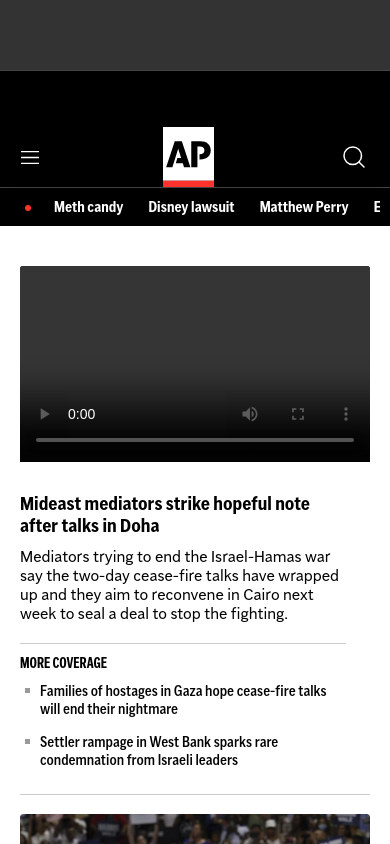 AP
Meth candy Disney lawsuit Matthew Perry E
0:00
Mideast mediators strike hopeful note
after talks in Doha
Mediators trying to end the Israel-Hamas war
say the two-day cease-fire talks have wrapped
up and they aim to reconvene in Cairo next
week to seal a deal to stop the fighting.
MORE COVERAGE
Families of hostages in Gaza hope cease-fire talks
will end their nightmare
Settler rampage in West Bank sparks rare
condemnation from Israeli leaders